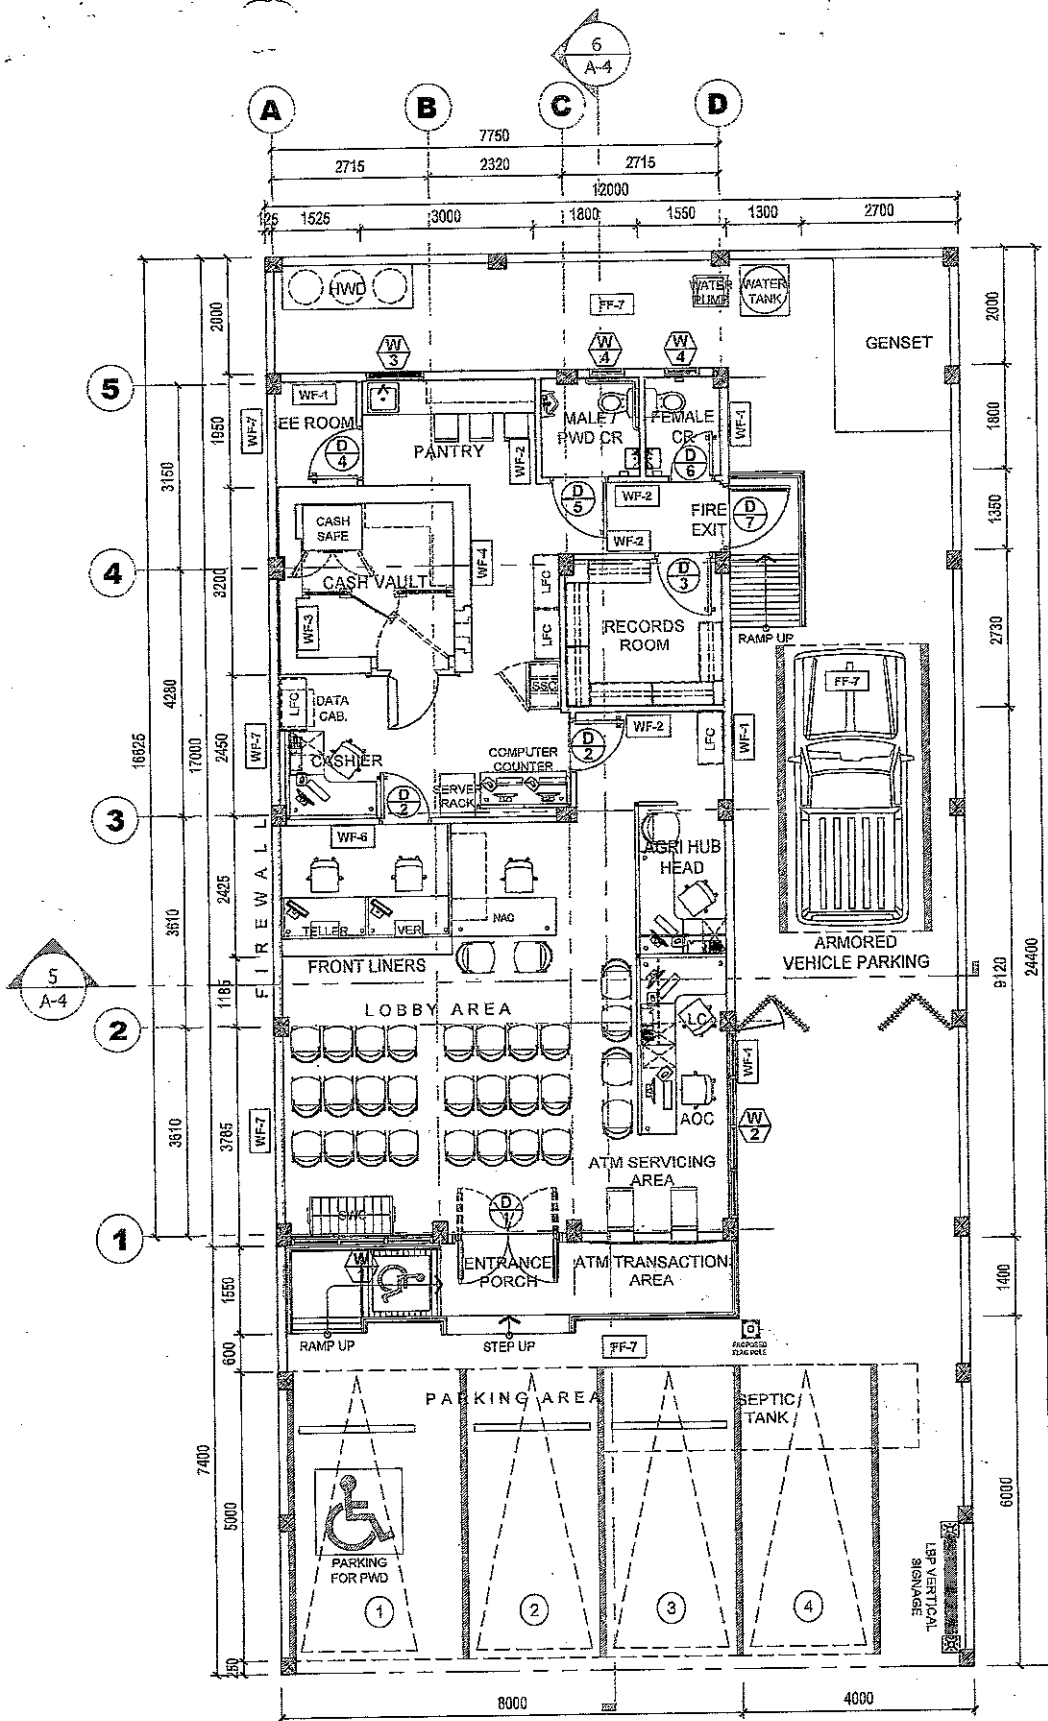 6
A-4
A
B
C
D
7750
2715
2320
2715
12000
125
1525
3000
1800
1550
1300
2700
HWD
FF-7
WATER
PUMP
WATER
TANK
GENSET
2000
2000
W
3
W
4
W
4
5
WF-1
EE ROOM
D
4
PANTRY
WF-2
MALE /
PWD CR
FEMALE
CR
D
6
WF-1
WF-7
1950
3150
1800
D
5
WF-2
WF-2
FIRE
EXIT
D
7
1350
CASH
SAFE
4
CASH VAULT
WF-4
WF-3
LFC
LFC
D
3
RECORDS
ROOM
RAMP UP
3200
2730
SSC
FF-7
LFC
DATA
CAB.
WF-7
CASHIER
D
2
SERVER
RACK
COMPUTER
COUNTER
D
2
WF-2
LFC
WF-1
4280
2450
16625
17000
3
WF-6
AGRI HUB
HEAD
TELLER
VER
NAC
FIREWALL
FRONT LINERS
2425
3610
ARMORED
VEHICLE PARKING
5
A-4
1185
LOBBY AREA
9120
24400
2
LC
AOC
WF-1
W
2
WF-7
3610
3785
ATM SERVICING
AREA
SWC
D
1
1
W
1
ENTRANCE
PORCH
ATM TRANSACTION
AREA
1550
1400
RAMP UP
STEP UP
FF-7
PROPOSED
FLAG POLE
600
PARKING AREA
SEPTIC
TANK
7400
5000
6000
PARKING
FOR PWD
1
2
3
4
LBP VERTICAL
SIGNAGE
250
8000
4000